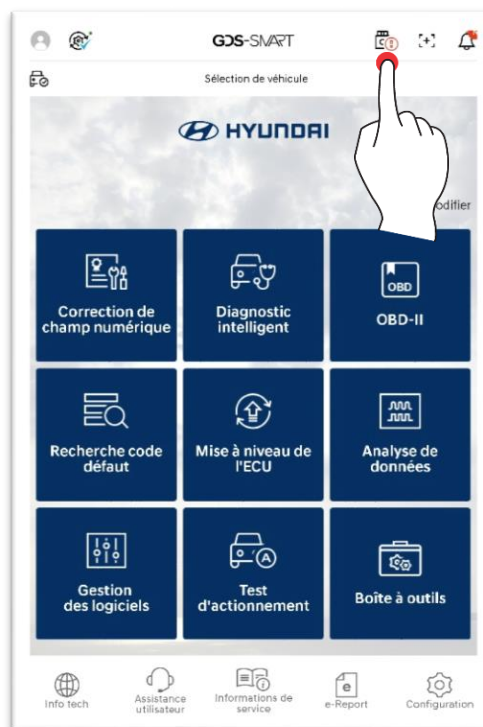 GDS-SMART
Sélection de véhicule
HYUNDAI
odifier
Correction de
champ numérique
Diagnostic
intelligent
OBD
OBD-II
Recherche code
défaut
Mise à niveau de
l'ECU
Analyse de
données
Gestion
des logiciels
A
Test
d'actionnement
Boîte à outils
Info tech
Assistance
utilisateur
Informations de
service
e
e-Report
Configuration